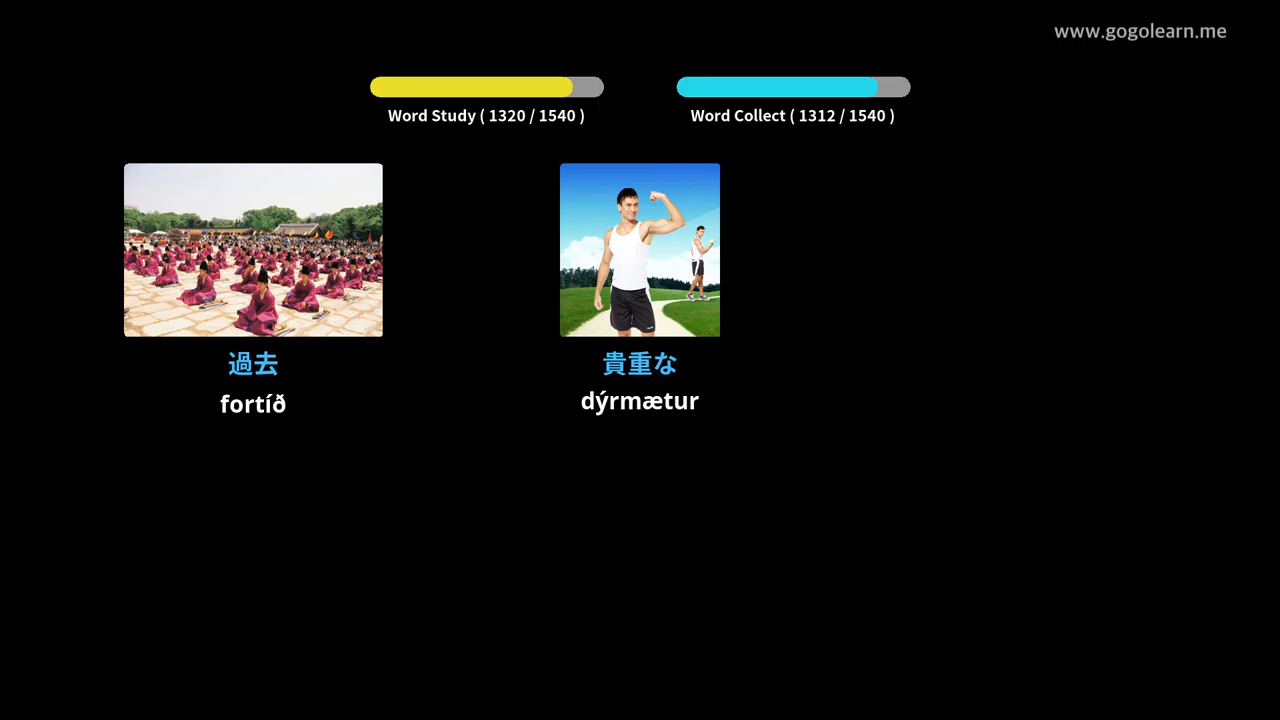 www.gogolearn.me
Word Study ( 1320 / 1540 )
Word Collect ( 1312 / 1540 )
過去
fortíð
貴重な
dýrmætur